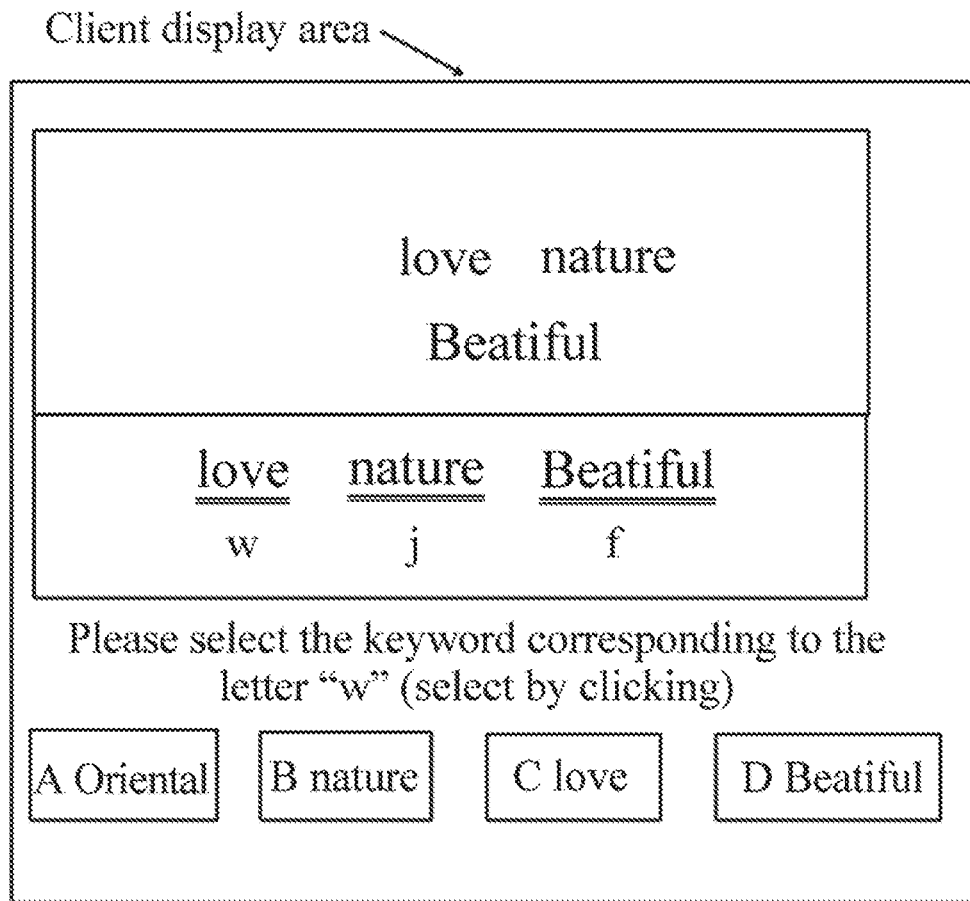 Client display area
love nature
Beatiful
love nature Beatiful
w j f
Please select the keyword corresponding to the
letter “w” (select by clicking)
A Oriental B nature C love D Beatiful